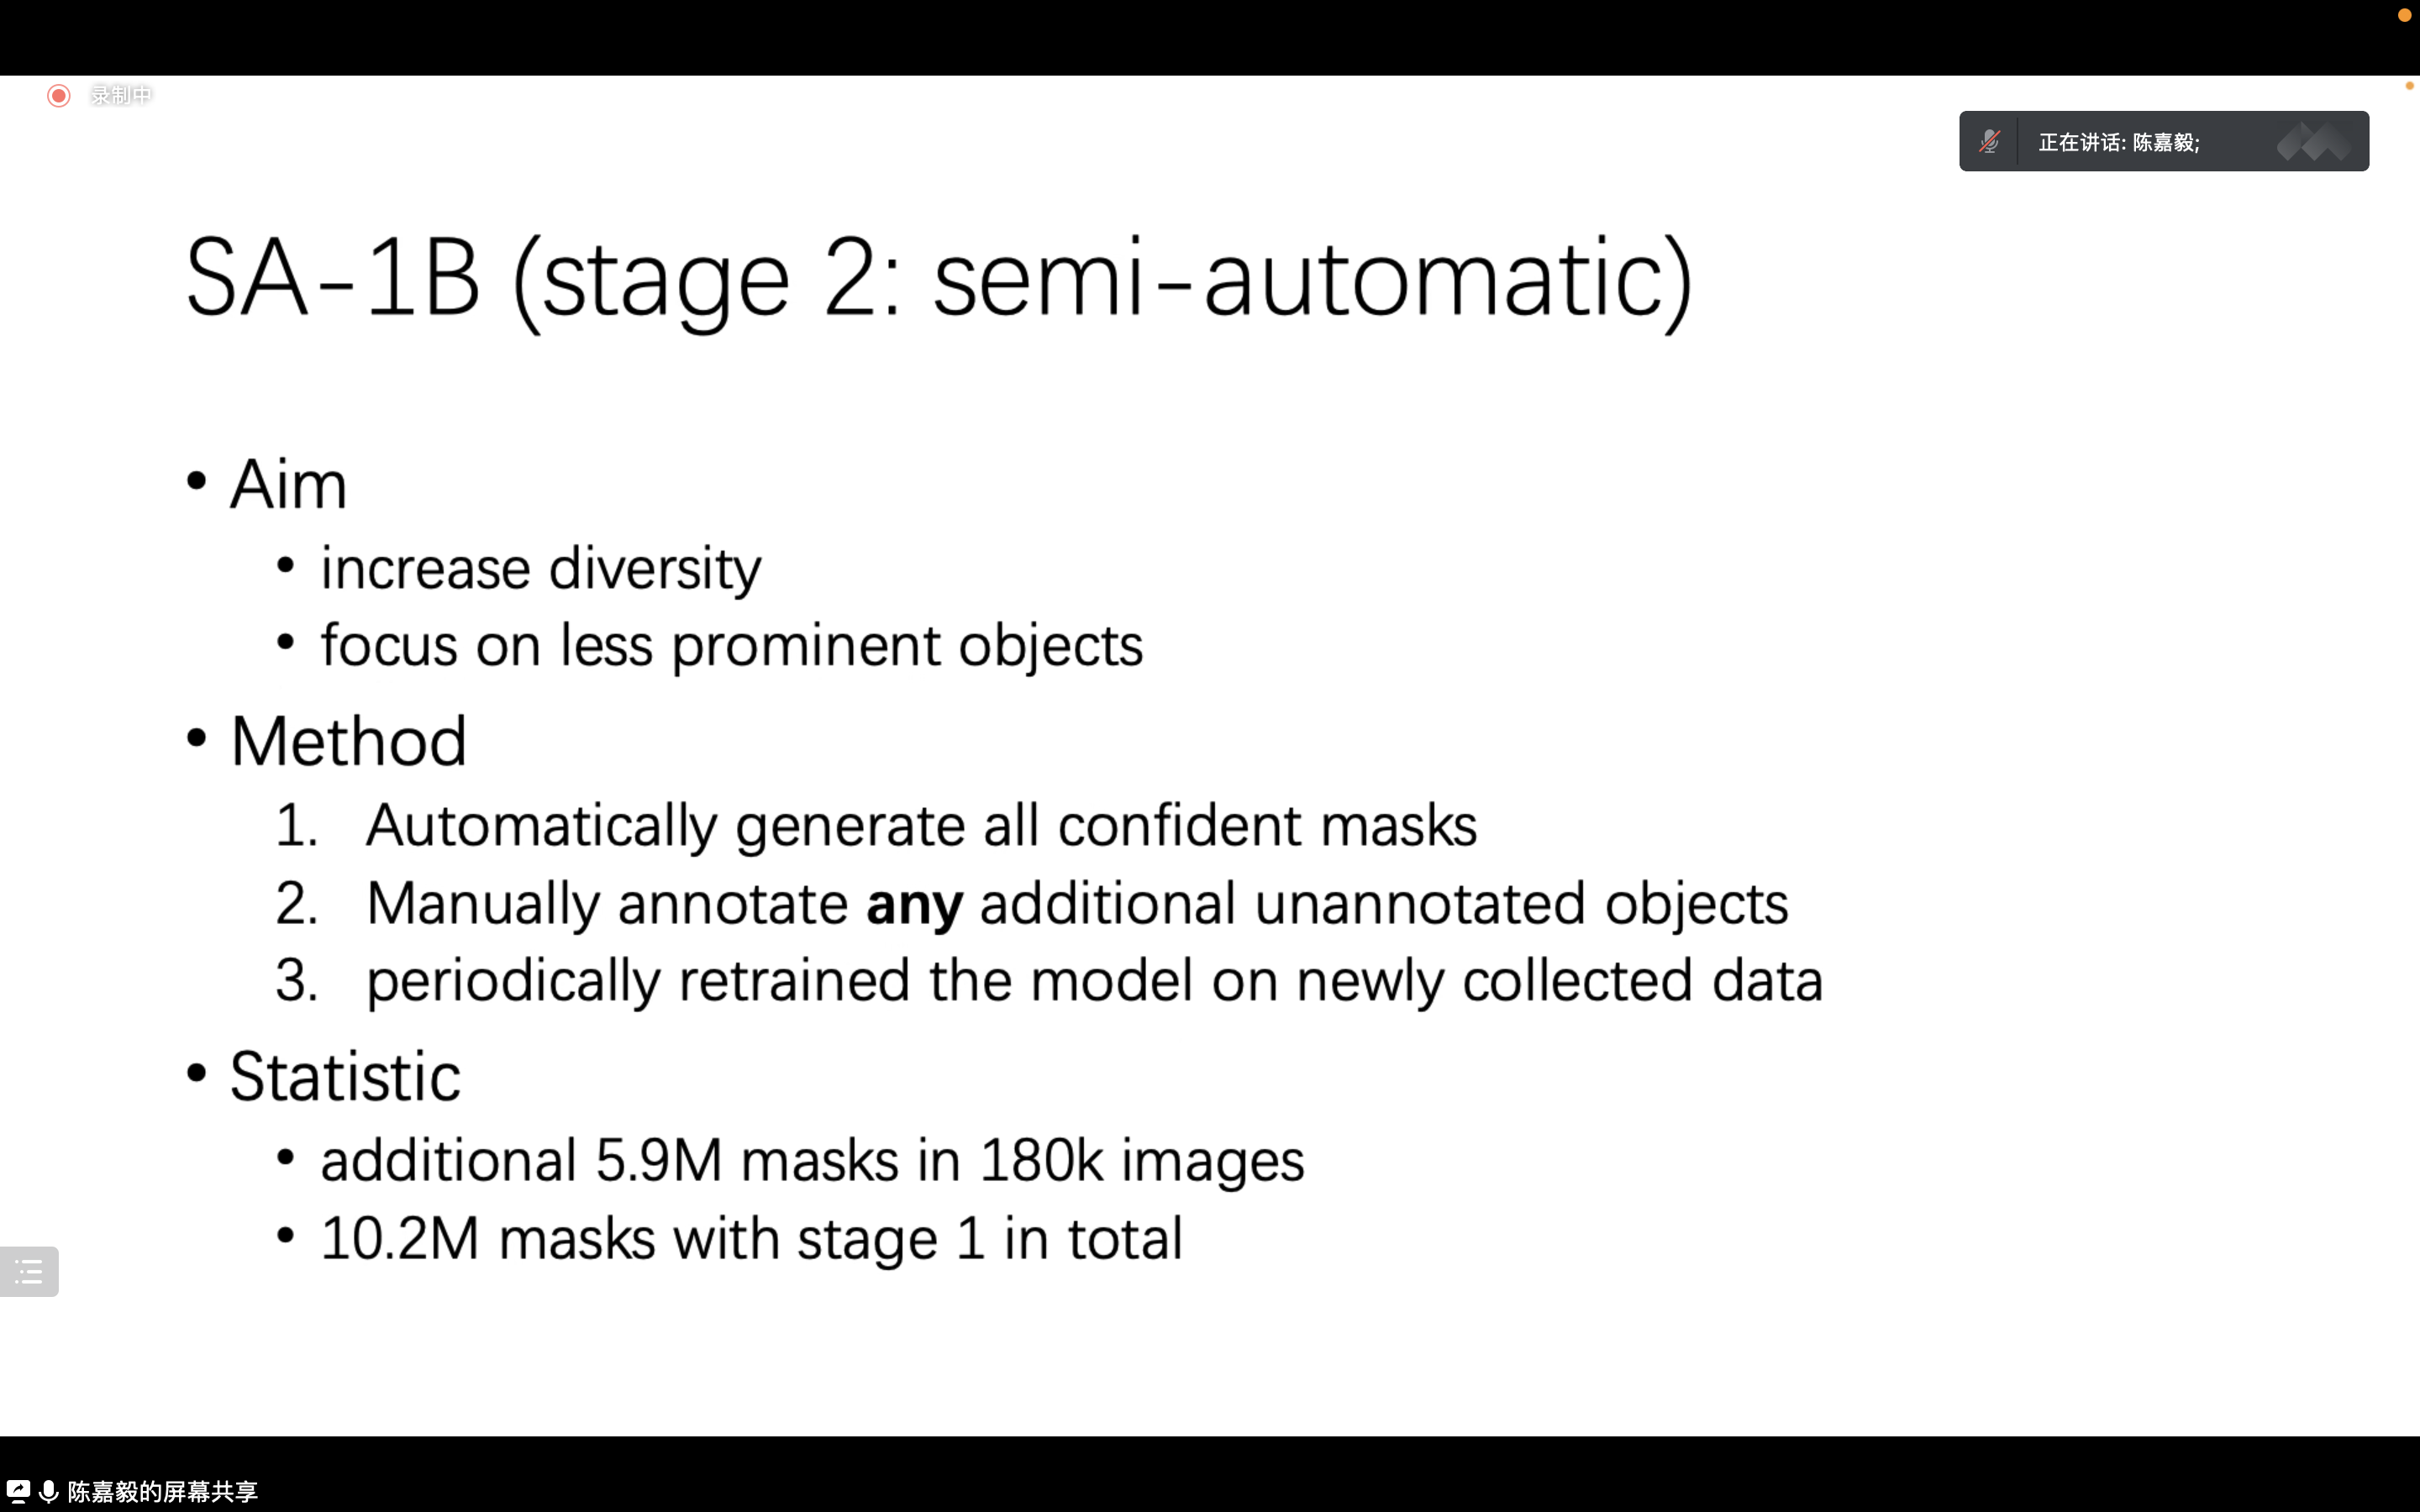 录制中
正在讲话: 陈嘉毅;
SA-1B (stage 2: semi-automatic)
• Aim
• increase diversity
• focus on less prominent objects
• Method
1. Automatically generate all confident masks
2. Manually annotate any additional unannotated objects
3. periodically retrained the model on newly collected data
• Statistic
• additional 5.9M masks in 180k images
• 10.2M masks with stage 1 in total
陈嘉毅的屏幕共享